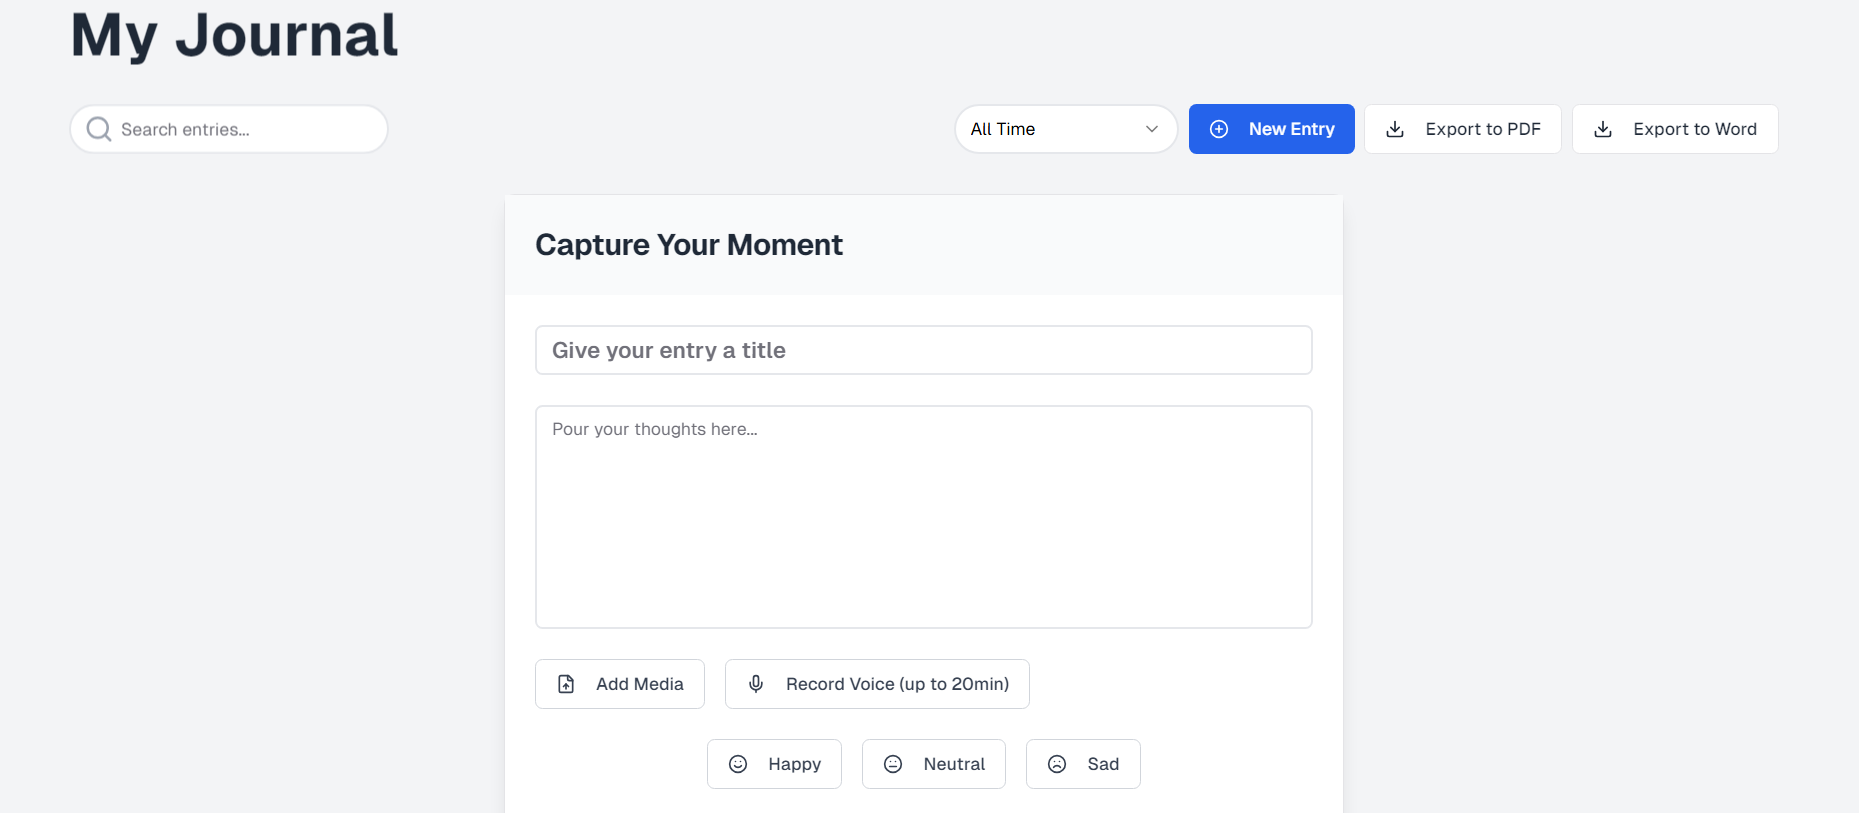 My Journal
Search entries...
All Time
New Entry
Export to PDF
Export to Word
Capture Your Moment
Give your entry a title
Pour your thoughts here...
Add Media
Record Voice (up to 20min)
Happy
Neutral
Sad